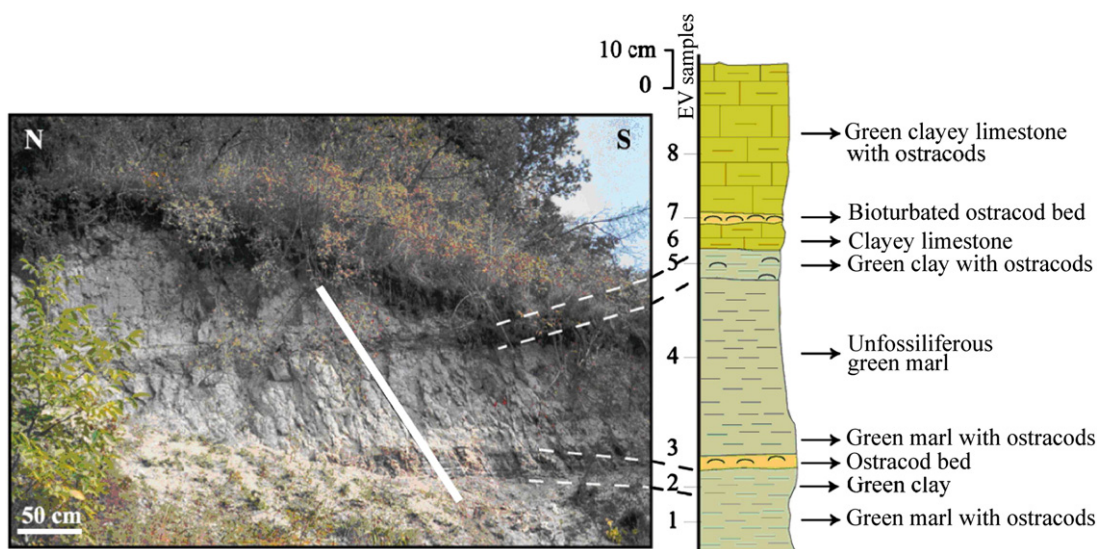 N
S
50 cm
10 cm
0
EV samples
8
7
6
5
4
3
2
1
Green clayey limestone
with ostracods
Bioturbated ostracod bed
Clayey limestone
Green clay with ostracods
Unfossiliferous
green marl
Green marl with ostracods
Ostracod bed
Green clay
Green marl with ostracods